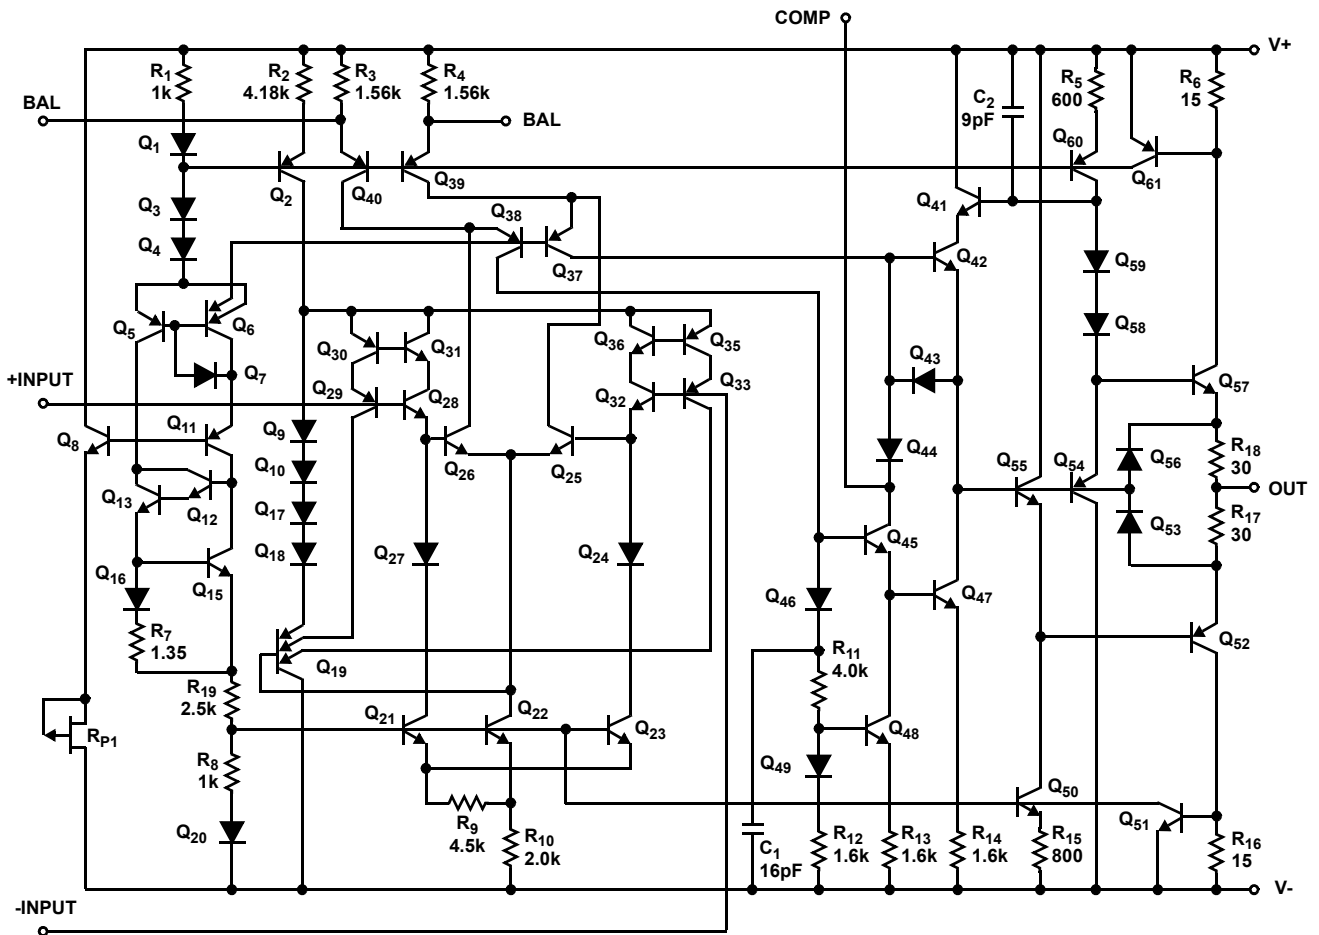 COMP
V+
R1
1k
R2
4.18k
R3
1.56k
R4
1.56k
C2
9pF
R5
600
R6
15
BAL
BAL
Q1
Q60
Q61
Q2
Q40
Q39
Q3
Q38
Q41
Q4
Q37
Q42
Q59
Q5
Q6
Q58
Q30
Q31
Q36
Q35
Q43
Q7
+INPUT
Q29
Q28
Q32
Q33
Q57
Q8
Q11
Q9
Q44
Q10
Q26
Q25
Q55
Q54
Q56
R18
30
OUT
Q13
Q12
Q17
Q53
R17
30
Q18
Q27
Q24
Q45
Q16
Q15
Q46
Q47
R7
1.35
Q19
R11
4.0k
Q52
R19
2.5k
Q21
Q22
Q23
Q48
RP1
R8
1k
Q49
Q50
Q20
R9
4.5k
R10
2.0k
C1
16pF
R12
1.6k
R13
1.6k
R14
1.6k
R15
800
Q51
R16
15
V-
-INPUT